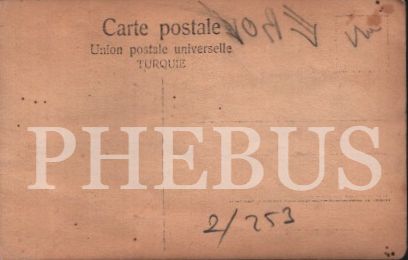 Carte postale
Union postale universelle
TURQUIE
PHEBUS
2/253